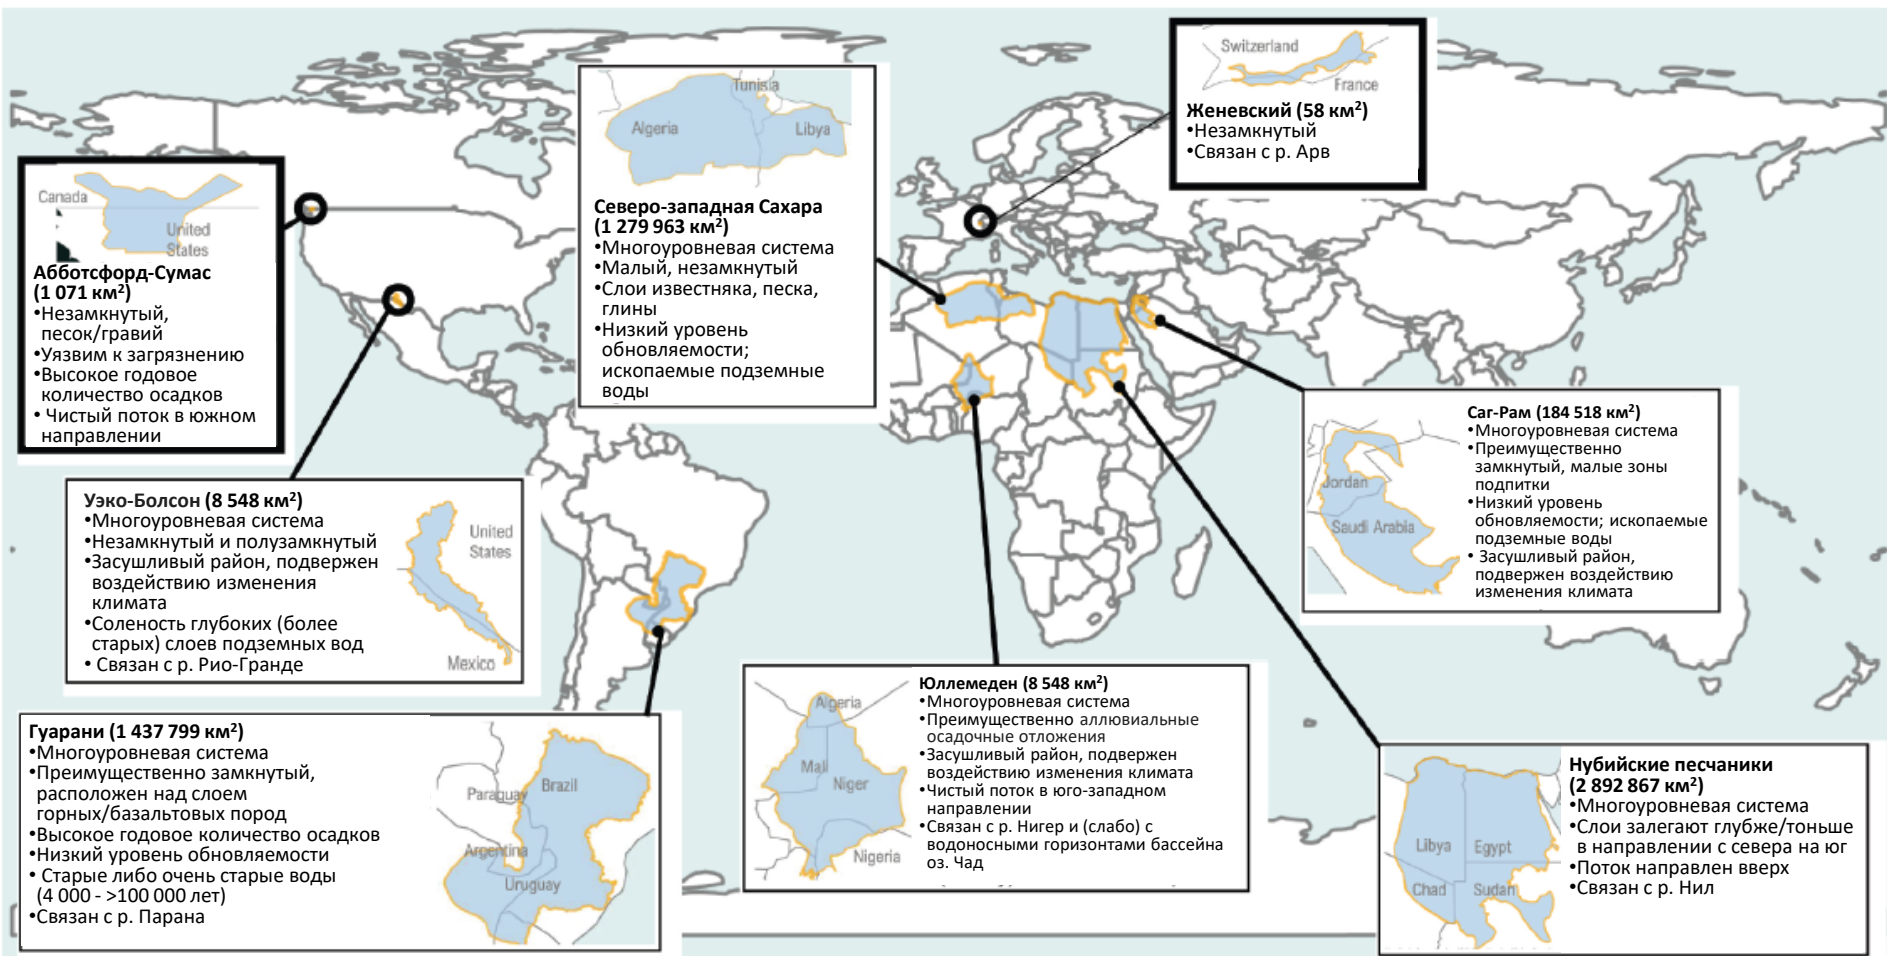 Canada
United
States
Абботсфорд-Сумас
(1 071 км²)
•Незамкнутый,
песок/гравий
•Уязвим к загрязнению
•Высокое годовое
количество осадков
• Чистый поток в южном
направлении
Algeria
Tunisia
Libya
Северо-западная Сахара
(1 279 963 км²)
•Многоуровневая система
•Малый, незамкнутый
•Слои известняка, песка,
глины
•Низкий уровень
обновляемости;
ископаемые подземные
воды
Switzerland
France
Женевский (58 км²)
•Незамкнутый
•Связан с р. Арв
Уэко-Болсон (8 548 км²)
•Многоуровневая система
•Незамкнутый и полузамкнутый
•Засушливый район, подвержен
воздействию изменения
климата
•Соленость глубоких (более
старых) слоев подземных вод
• Связан с р. Рио-Гранде
United
States
Mexico
Jordan
Saudi Arabia
Саг-Рам (184 518 км²)
•Многоуровневая система
•Преимущественно
замкнутый, малые зоны
подпитки
•Низкий уровень
обновляемости; ископаемые
подземные воды
• Засушливый район,
подвержен воздействию
изменения климата
Гуарани (1 437 799 км²)
•Многоуровневая система
•Преимущественно замкнутый,
расположен над слоем
горных/базальтовых пород
•Высокое годовое количество осадков
•Низкий уровень обновляемости
• Старые либо очень старые воды
(4 000 - >100 000 лет)
•Связан с р. Парана
Brazil
Paraguay
Argentina
Uruguay
Algeria
Mali
Niger
Nigeria
Юллемеден (8 548 км²)
•Многоуровневая система
•Преимущественно аллювиальные
осадочные отложения
•Засушливый район, подвержен
воздействию изменения климата
•Чистый поток в юго-западном
направлении
•Связан с р. Нигер и (слабо) с
водоносными горизонтами бассейна
оз. Чад
Libya
Egypt
Chad
Sudan
Нубийские песчаники
(2 892 867 км²)
•Многоуровневая система
•Слои залегают глубже/тоньше
в направлении с севера на юг
•Поток направлен вверх
•Связан с р. Нил